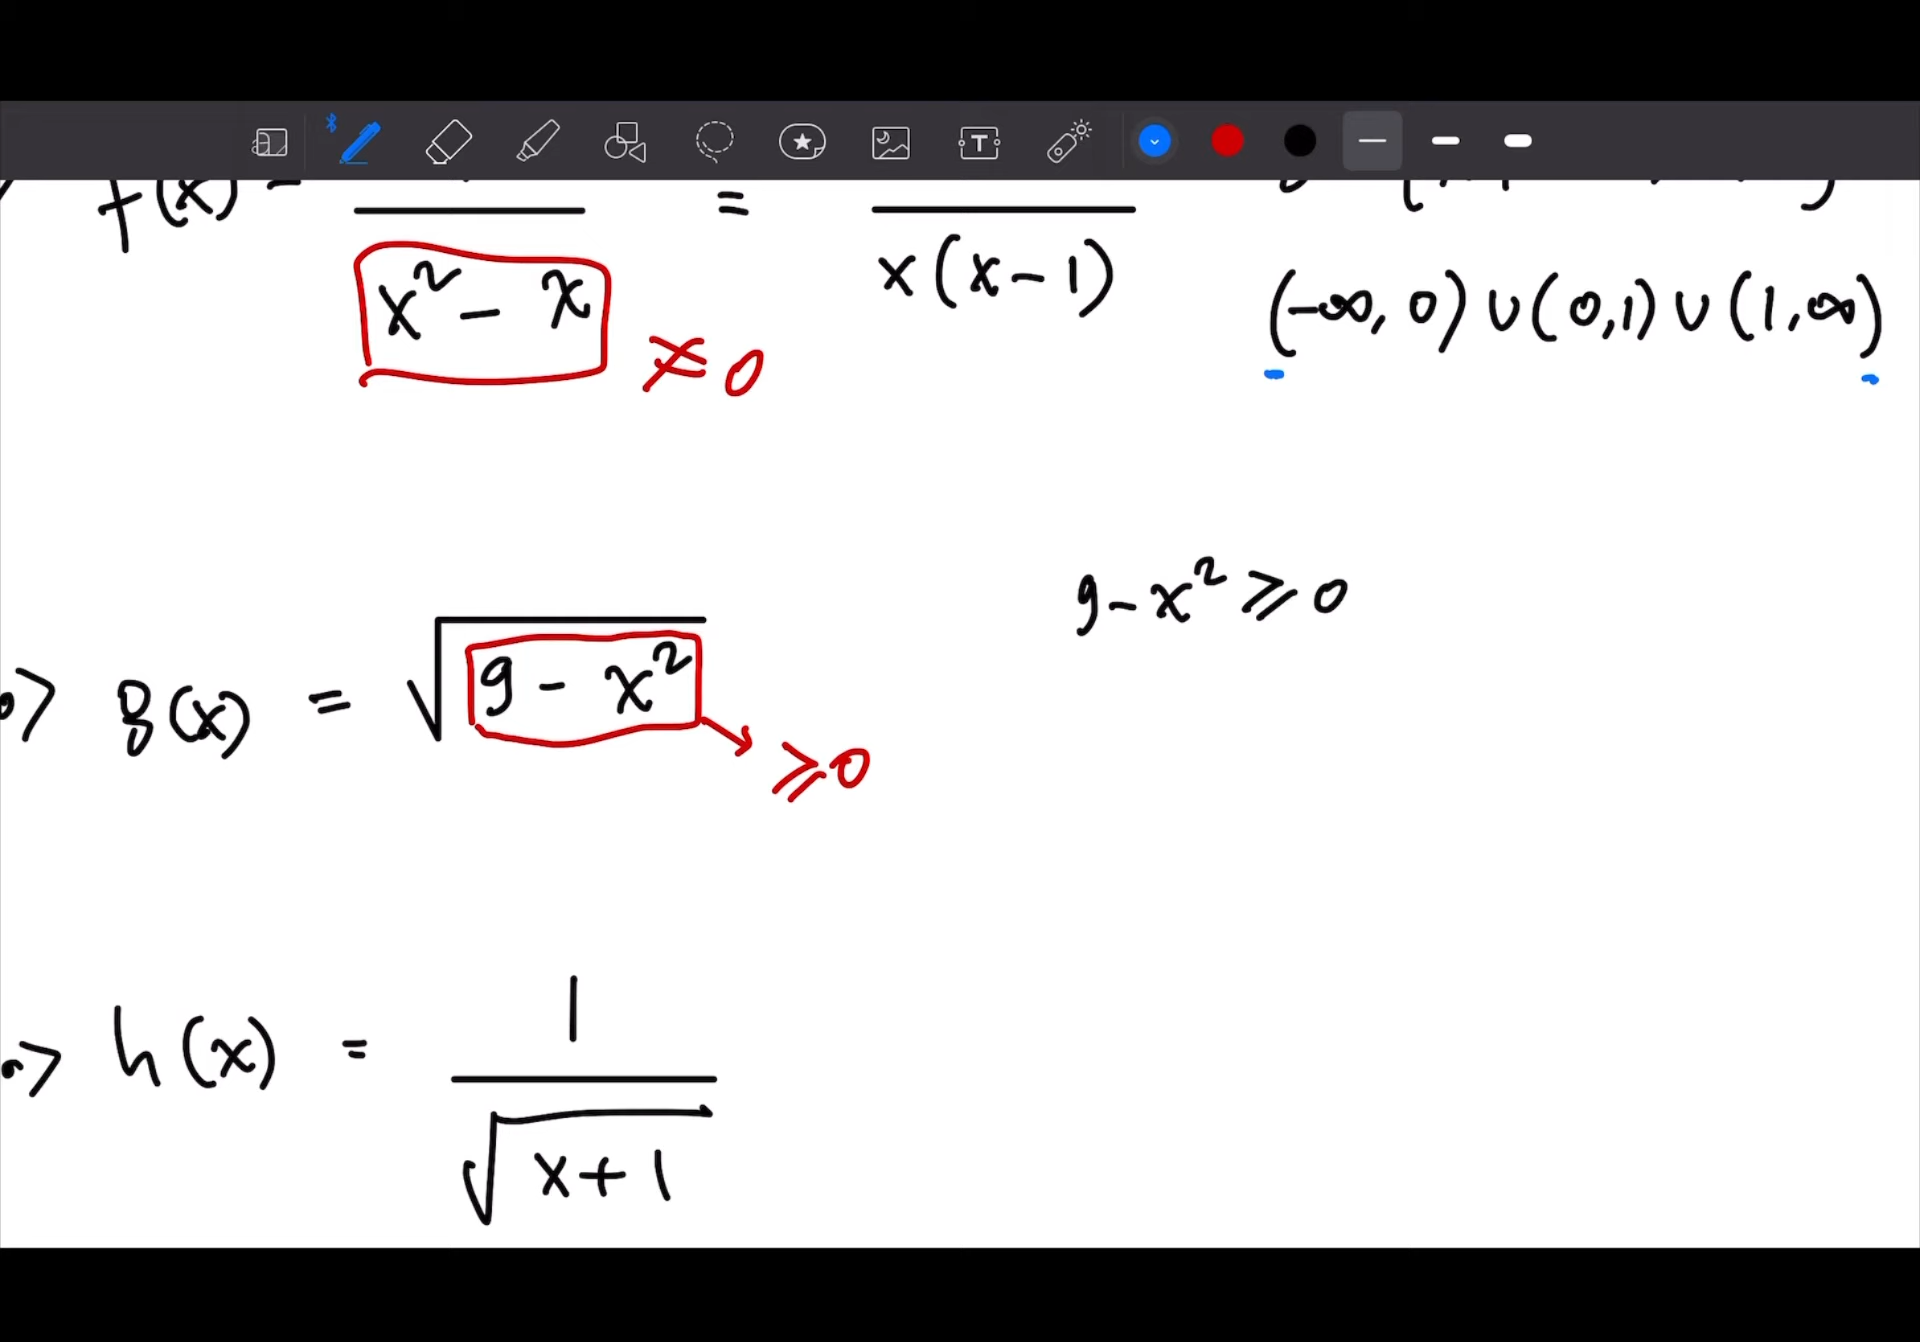 f(x) =
x² - x ≠ 0
=
x(x-1)
(-∞, 0) ∪ (0,1) ∪ (1,∞)
9 - x² ≥ 0
g(x) = √9 - x² ≥0
h(x) = 1
√x+1